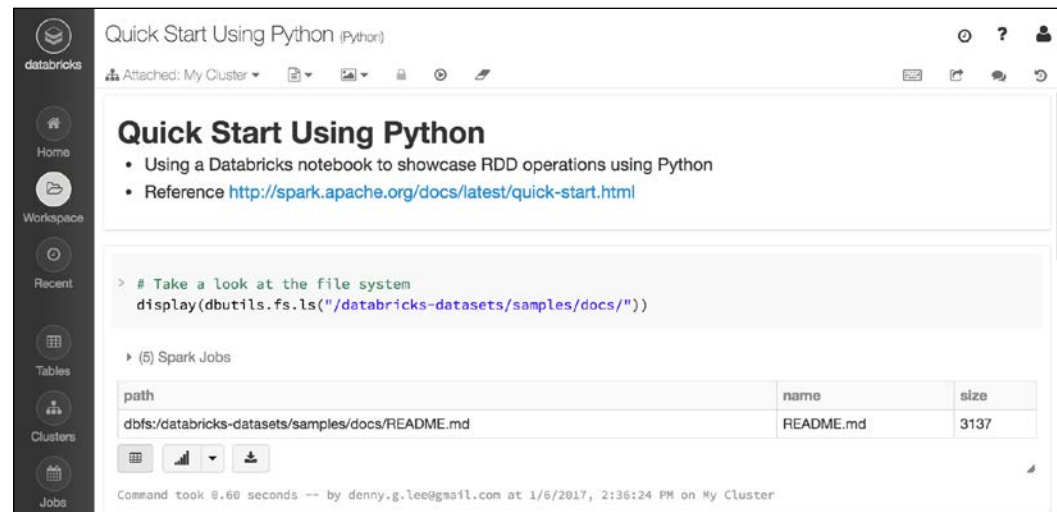 databricks
Home
Workspace
Recent
Tables
Clusters
Jobs
Quick Start Using Python (Python)
?
Attached: My Cluster
Quick Start Using Python
• Using a Databricks notebook to showcase RDD operations using Python
• Reference http://spark.apache.org/docs/latest/quick-start.html
> # Take a look at the file system
display(dbutils.fs.ls("/databricks-datasets/samples/docs/"))
(5) Spark Jobs
path name size
dbfs:/databricks-datasets/samples/docs/README.md README.md 3137
Command took 0.60 seconds -- by denny.g.lee@gmail.com at 1/6/2017, 2:36:24 PM on My Cluster